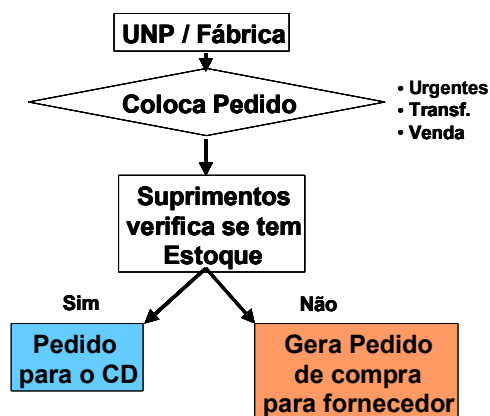 UNP / Fábrica
Coloca Pedido
• Urgentes
• Transf.
• Venda
Suprimentos
verifica se tem
Estoque
Sim
Não
Pedido
para o CD
Gera Pedido
de compra
para fornecedor